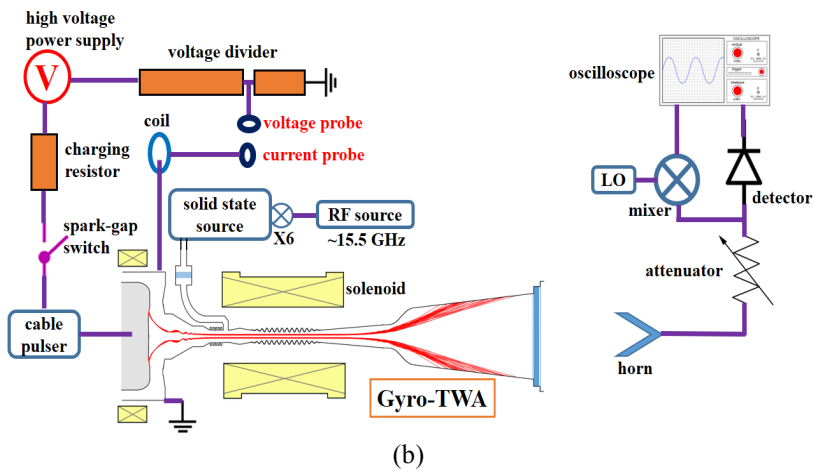 high voltage
power supply
V
voltage divider
voltage probe
coil
current probe
charging
resistor
solid state
source
X6
RF source
~15.5 GHz
spark-gap
switch
solenoid
cable
pulser
Gyro-TWA
oscilloscope
OSCILLOSCOPE
LO
mixer
detector
attenuator
horn
(b)